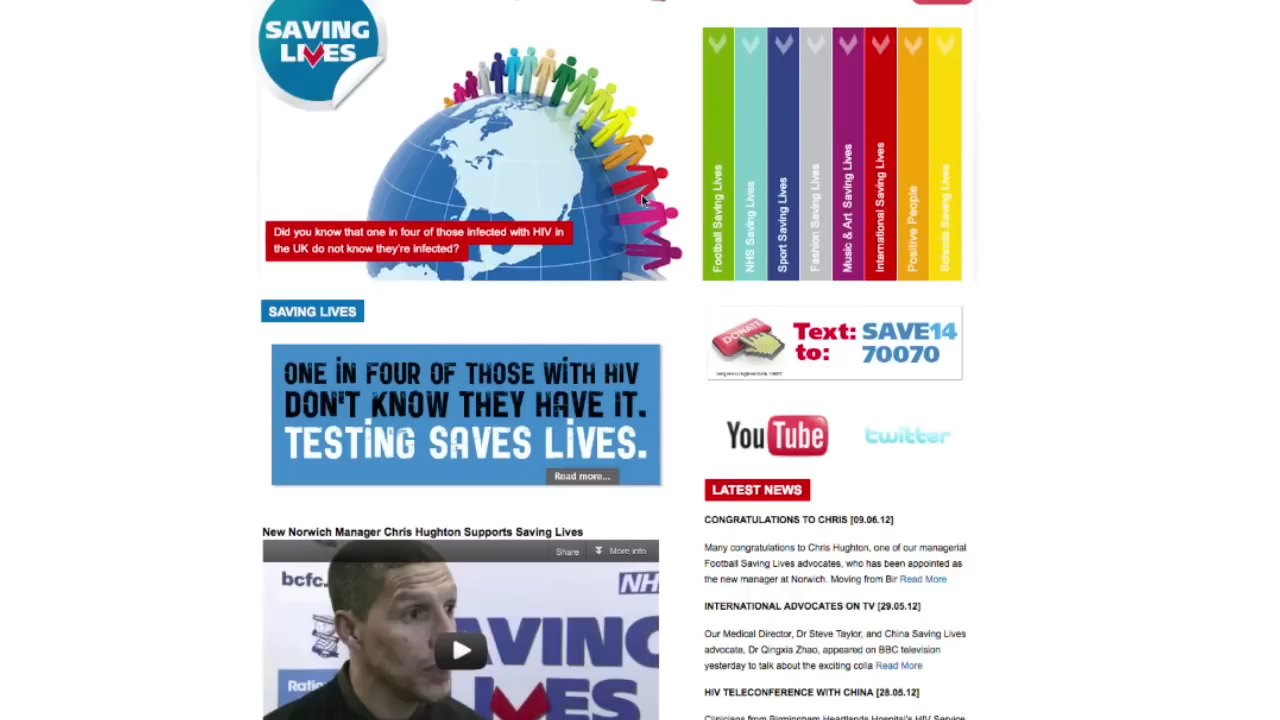 SAVING
LIVES
Did you know that one in four of those infected with HIV in
the UK do not know they're infected?
Football Saving Lives
NHS Saving Lives
Sport Saving Lives
Fashion Saving Lives
Music & Art Saving Lives
International Saving Lives
Positive People
Schools Saving Lives
SAVING LIVES
ONE IN FOUR OF THOSE WITH HIV
DON'T KNOW THEY HAVE IT.
TESTING SAVES LIVES.
Read more...
DONATE
Text: SAVE14
to: 70070
YouTube
twitter
New Norwich Manager Chris Hughton Supports Saving Lives
Share
More info
bcfc.
NH
AVING
LIVES
Ratio
LATEST NEWS
CONGRATULATIONS TO CHRIS [09.06.12]
Many congratulations to Chris Hughton, one of our managerial
Football Saving Lives advocates, who has been appointed as
the new manager at Norwich. Moving from Bir Read More
INTERNATIONAL ADVOCATES ON TV [29.05.12]
Our Medical Director, Dr Steve Taylor, and China Saving Lives
advocate, Dr Qingxia Zhao, appeared on BBC television
yesterday to talk about the exciting colla Read More
HIV TELECONFERENCE WITH CHINA [28.05.12]
Clinicians from Birmingham Heartlands Hospital's HIV Service